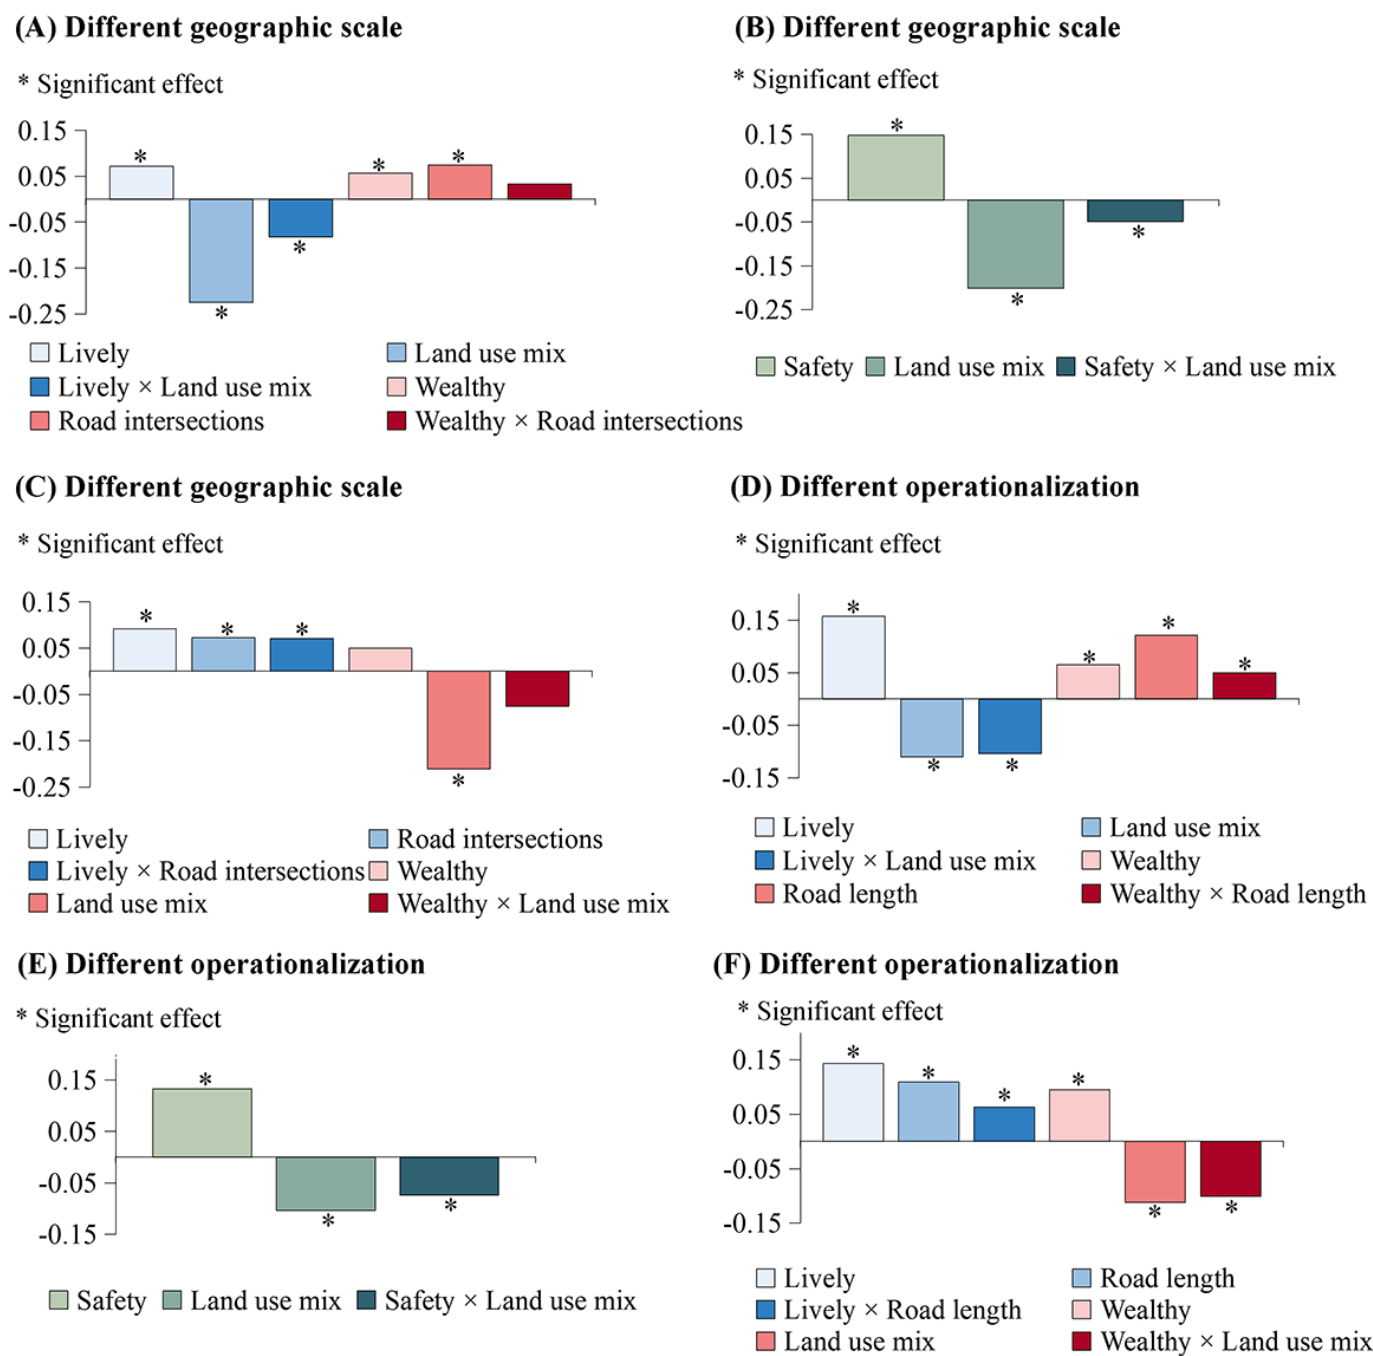 (A) Different geographic scale
* Significant effect
0.15
0.05
-0.05
-0.15
-0.25
*
*
*
*
*
Lively
Land use mix
Lively × Land use mix
Wealthy
Road intersections
Wealthy × Road intersections
(B) Different geographic scale
* Significant effect
0.15
0.05
-0.05
-0.15
-0.25
*
*
*
Safety
Land use mix
Safety × Land use mix
(C) Different geographic scale
* Significant effect
0.15
0.05
-0.05
-0.15
-0.25
*
*
*
*
Lively
Road intersections
Lively × Road intersections
Wealthy
Land use mix
Wealthy × Land use mix
(D) Different operationalization
* Significant effect
0.15
0.05
-0.05
-0.15
*
*
*
*
*
*
Lively
Land use mix
Lively × Land use mix
Wealthy
Road length
Wealthy × Road length
(E) Different operationalization
* Significant effect
0.15
0.05
-0.05
-0.15
*
*
*
Safety
Land use mix
Safety × Land use mix
(F) Different operationalization
* Significant effect
0.15
0.05
-0.05
-0.15
*
*
*
*
*
*
Lively
Road length
Lively × Road length
Wealthy
Land use mix
Wealthy × Land use mix